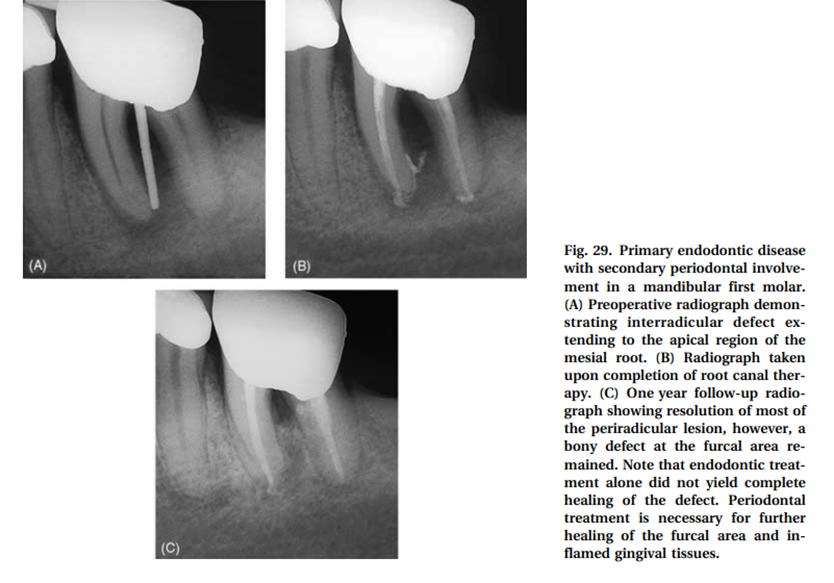 (A)
(B)
(C)
Fig. 29. Primary endodontic disease
with secondary periodontal involve-
ment in a mandibular first molar.
(A) Preoperative radiograph demon-
strating interradicular defect ex-
tending to the apical region of the
mesial root. (B) Radiograph taken
upon completion of root canal ther-
apy. (C) One year follow-up radio-
graph showing resolution of most of
the periradicular lesion, however, a
bony defect at the furcal area re-
mained. Note that endodontic treat-
ment alone did not yield complete
healing of the defect. Periodontal
treatment is necessary for further
healing of the furcal area and in-
flamed gingival tissues.